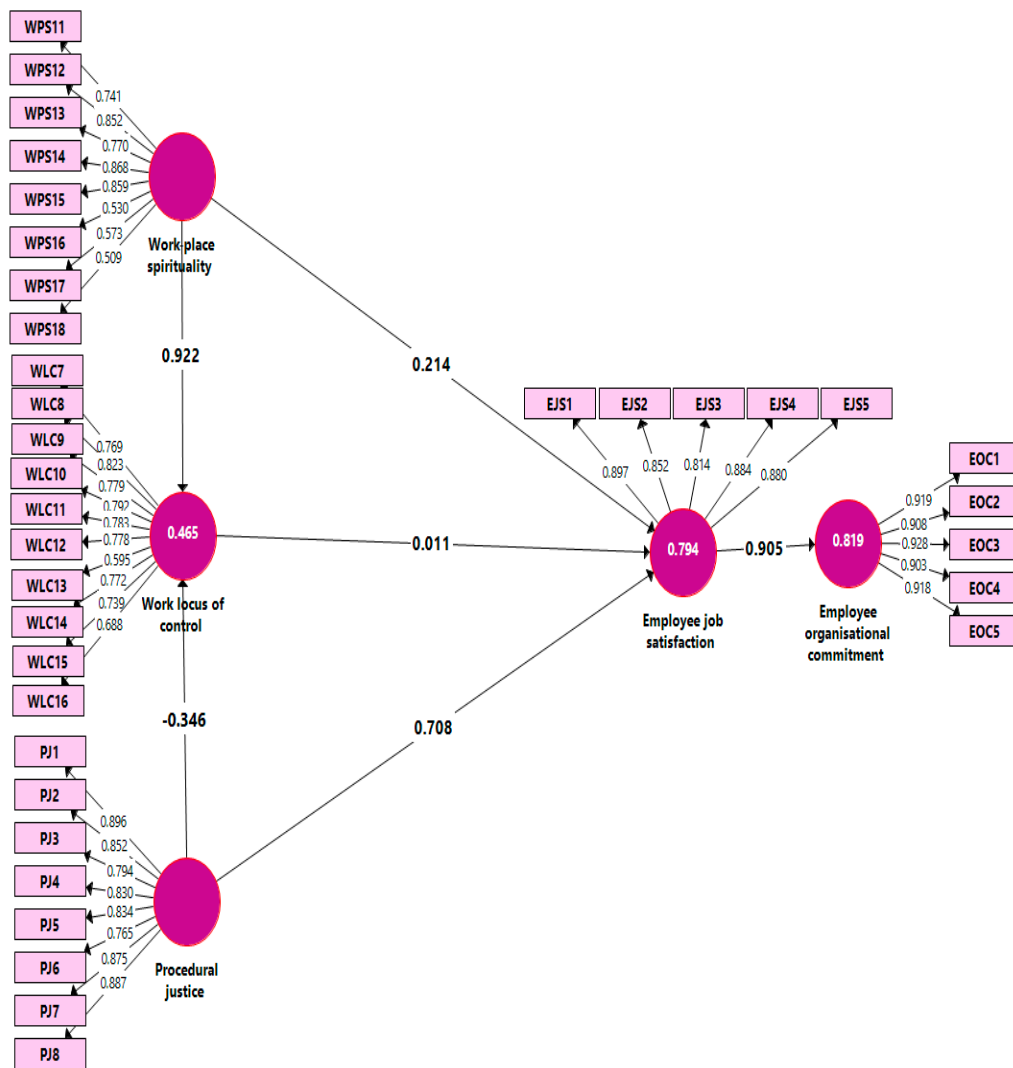 WPS11
WPS12
WPS13
WPS14
WPS15
WPS16
WPS17
WPS18
0.741
0.852
0.770
0.868
0.859
0.530
0.573
0.509
Work-place
spirituality
0.922
0.214
WLC7
WLC8
WLC9
WLC10
WLC11
WLC12
WLC13
WLC14
WLC15
WLC16
0.769
0.823
0.779
0.792
0.783
0.778
0.595
0.772
0.739
0.688
0.465
Work locus of
control
0.011
-0.346
0.708
EJS1
EJS2
EJS3
EJS4
EJS5
0.897
0.852
0.814
0.884
0.880
0.794
Employee job
satisfaction
0.905
0.819
Employee
organisational
commitment
0.919
0.908
0.928
0.903
0.918
EOC1
EOC2
EOC3
EOC4
EOC5
PJ1
PJ2
PJ3
PJ4
PJ5
PJ6
PJ7
PJ8
0.896
0.852
0.794
0.830
0.834
0.765
0.875
0.887
Procedural
justice